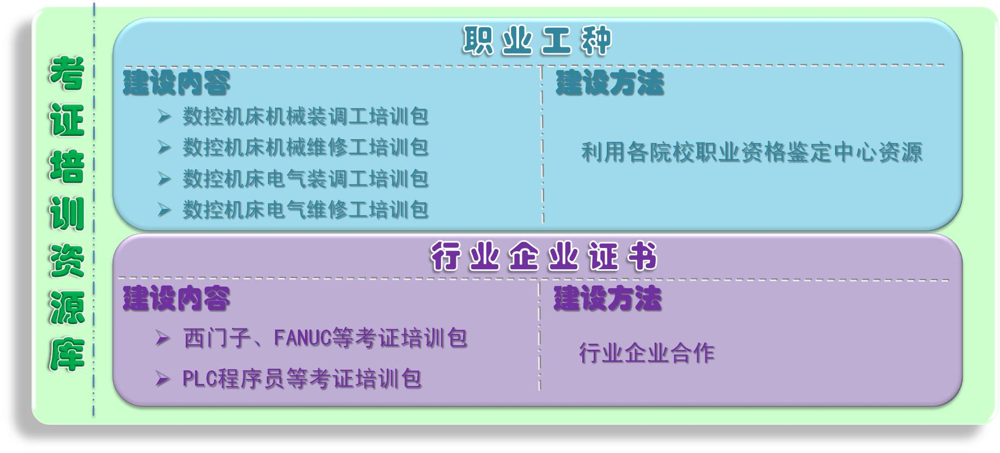 考证培训资源库
职业工种
建设内容
数控机床机械装调工培训包
数控机床机械维修工培训包
数控机床电气装调工培训包
数控机床电气维修工培训包
建设方法
利用各院校职业资格鉴定中心资源
行业企业证书
建设内容
西门子、FANUC等考证培训包
PLC程序员等考证培训包
建设方法
行业企业合作